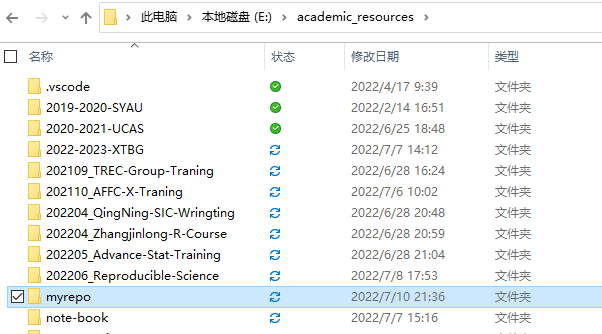 此电脑 › 本地磁盘 (E:) › academic_resources ›
名称 状态 修改日期 类型
.vscode 2022/4/17 9:39 文件夹
2019-2020-SYAU 2022/2/14 16:51 文件夹
2020-2021-UCAS 2022/6/25 18:48 文件夹
2022-2023-XTBG 2022/7/7 14:12 文件夹
202109_TREC-Group-Traning 2022/6/28 16:24 文件夹
202110_AFFC-X-Traning 2022/7/6 10:02 文件夹
202204_QingNing-SIC-Wringting 2022/6/28 20:48 文件夹
202204_Zhangjinlong-R-Course 2022/6/28 20:59 文件夹
202205_Advance-Stat-Training 2022/6/28 21:04 文件夹
202206_Reproducible-Science 2022/7/8 17:53 文件夹
myrepo 2022/7/10 21:36 文件夹
note-book 2022/7/7 15:16 文件夹